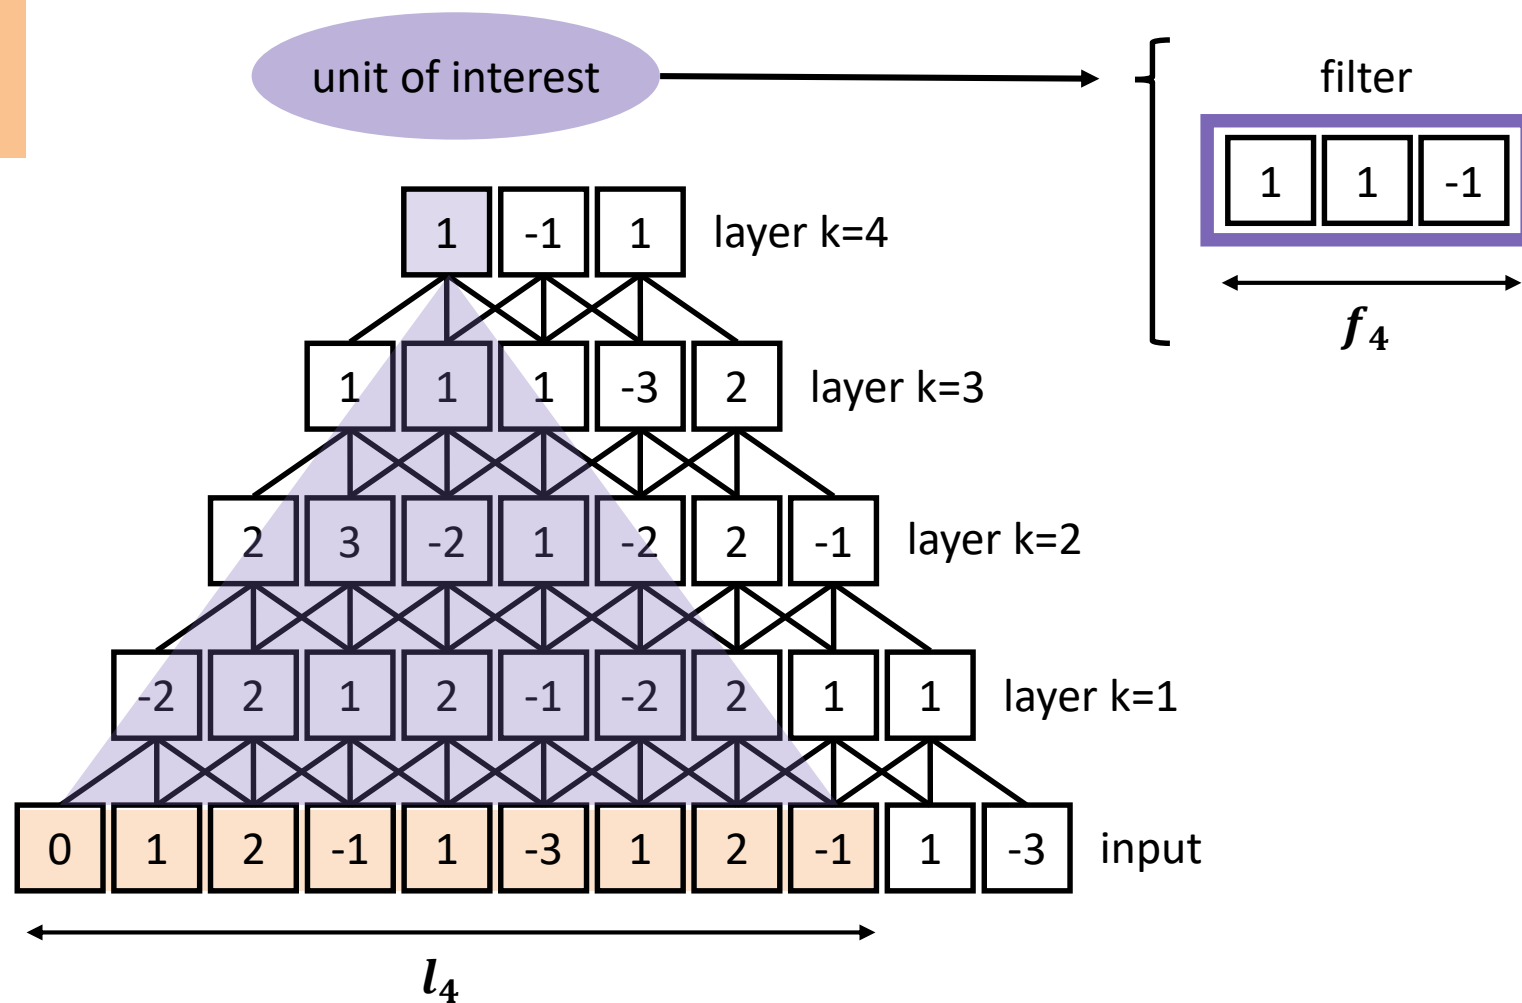 unit of interest
filter
1 1 -1
f₄
1 -1 1 layer k=4
1 1 1 -3 2 layer k=3
2 3 -2 1 -2 2 -1 layer k=2
-2 2 1 2 -1 -2 2 1 1 layer k=1
0 1 2 -1 1 -3 1 2 -1 1 -3 input
l₄